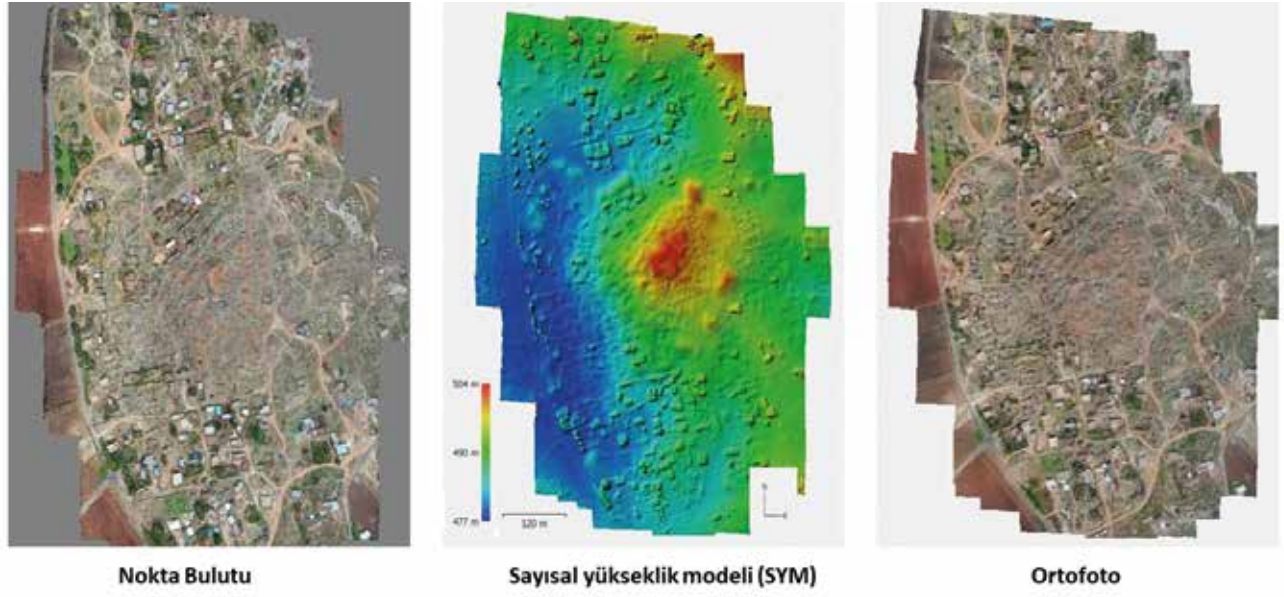 504 m
490 m
477 m
120 m
Nokta Bulutu
Sayısal yükseklik modeli (SYM)
Ortofoto